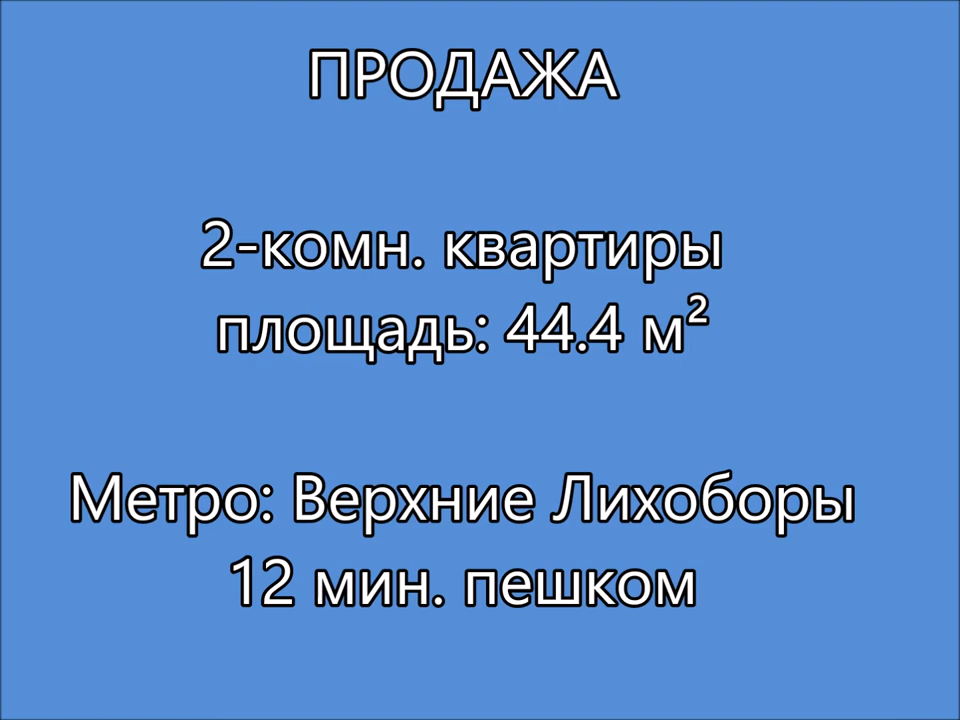 ПРОДАЖА
2-комн. квартиры
площадь: 44.4 м²
Метро: Верхние Лихоборы
12 мин. пешком